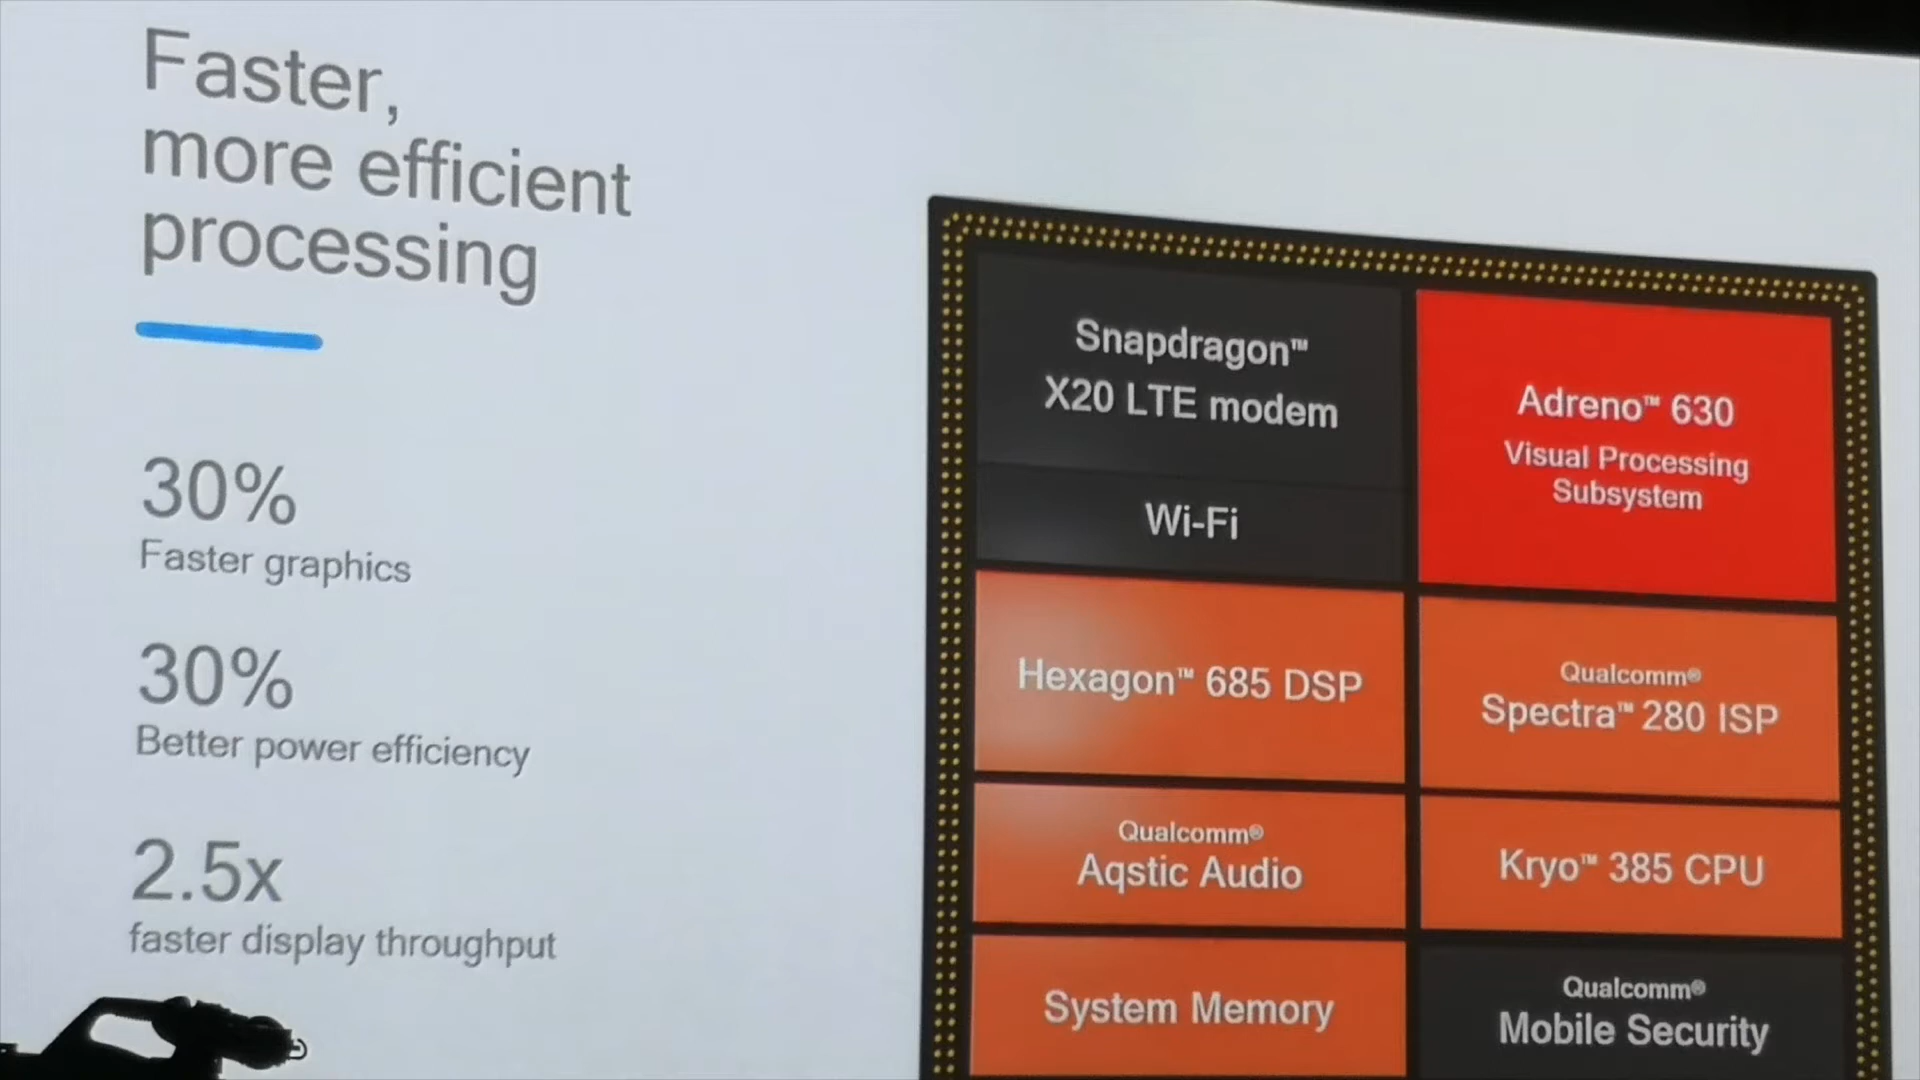 Faster,
more efficient
processing
30%
Faster graphics
30%
Better power efficiency
2.5x
faster display throughput
Snapdragon™
X20 LTE modem
Wi-Fi
Adreno™ 630
Visual Processing
Subsystem
Hexagon™ 685 DSP
Qualcomm®
Spectra™ 280 ISP
Qualcomm®
Aqstic Audio
Kryo™ 385 CPU
System Memory
Qualcomm®
Mobile Security